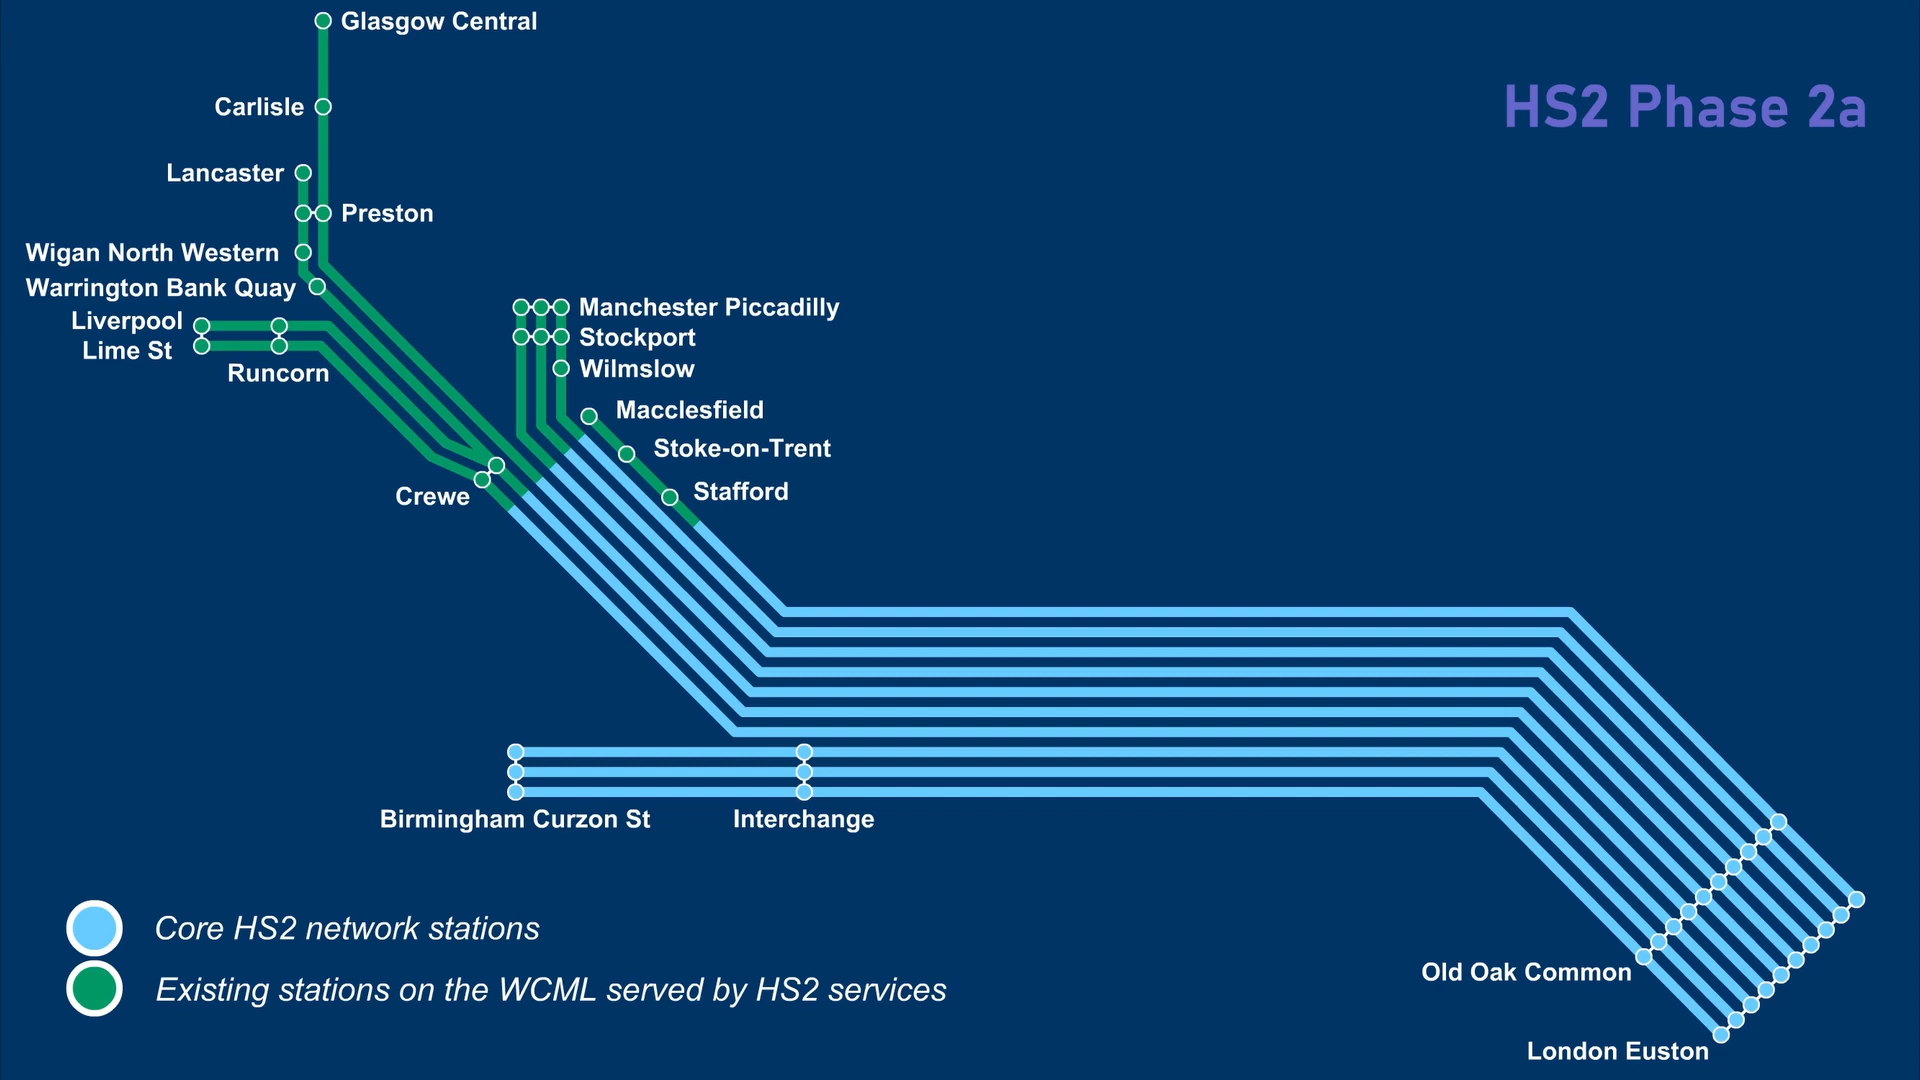 Glasgow Central
HS2 Phase 2a
Carlisle
Lancaster
Preston
Wigan North Western
Warrington Bank Quay
Liverpool
Lime St
Runcorn
Manchester Piccadilly
Stockport
Wilmslow
Macclesfield
Stoke-on-Trent
Stafford
Crewe
Birmingham Curzon St
Interchange
Core HS2 network stations
Existing stations on the WCML served by HS2 services
Old Oak Common
London Euston